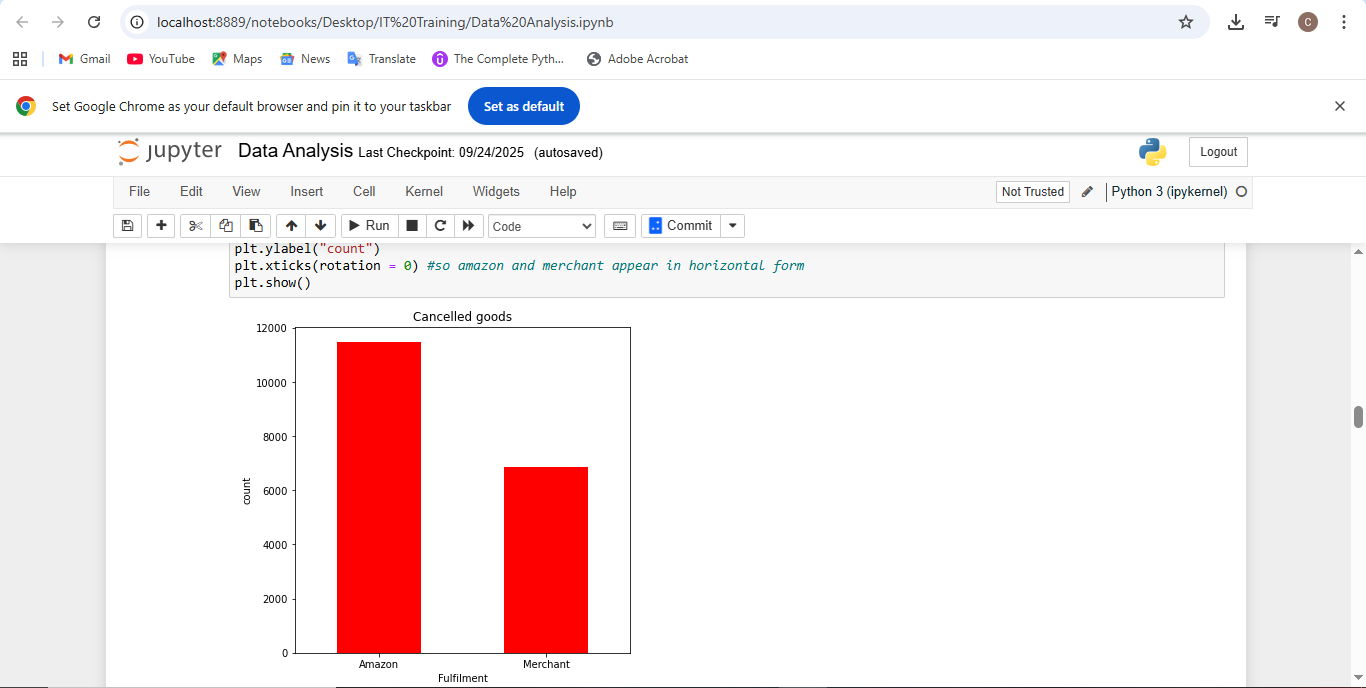 localhost:8889/notebooks/Desktop/IT%20Training/Data%20Analysis.ipynb
C
Gmail YouTube Maps News Translate The Complete Pyth... Adobe Acrobat
Set Google Chrome as your default browser and pin it to your taskbar Set as default
jupyter Data Analysis Last Checkpoint: 09/24/2025 (autosaved) Logout
File Edit View Insert Cell Kernel Widgets Help Not Trusted Python 3 (ipykernel)
Run Code Commit
plt.ylabel("count")
plt.xticks(rotation = 0) #so amazon and merchant appear in horizontal form
plt.show()
Cancelled goods
12000
10000
8000
6000
4000
2000
0
count
Amazon Merchant
Fulfilment